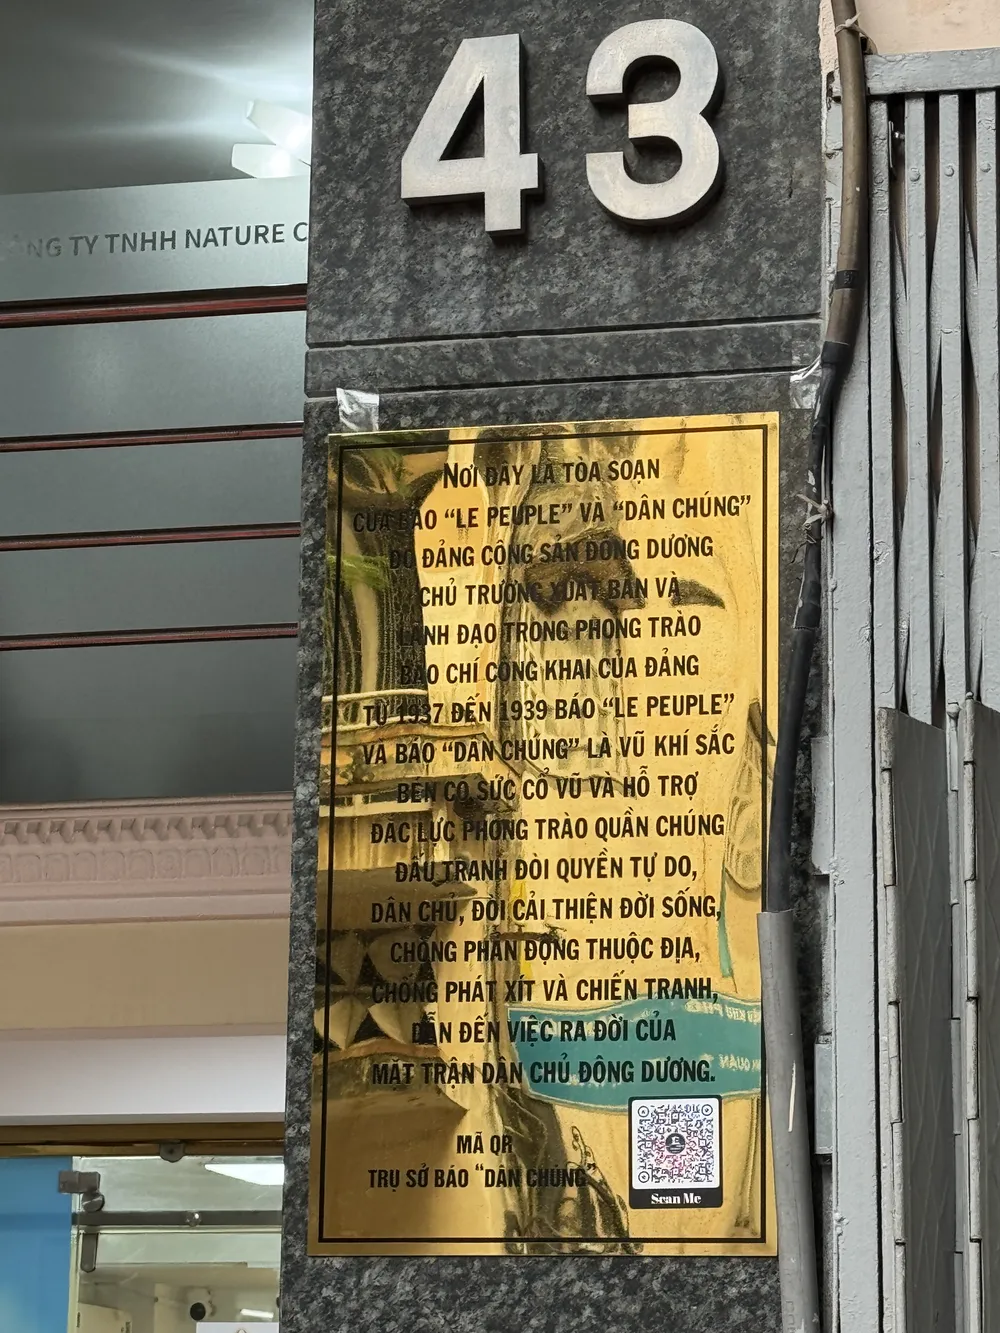 43
NG TY TNHH NATURE C
NƠI ĐÂY LÀ TÒA SOẠN
CỦA BÁO “LE PEUPLE” VÀ “DÂN CHÚNG”
DO ĐẢNG CỘNG SẢN ĐÔNG DƯƠNG
CHỦ TRƯƠNG XUẤT BẢN VÀ
LÃNH ĐẠO TRONG PHONG TRÀO
BÁO CHÍ CÔNG KHAI CỦA ĐẢNG
TỪ 1937 ĐẾN 1939 BÁO “LE PEUPLE”
VÀ BÁO “DÂN CHÚNG” LÀ VŨ KHÍ SẮC
BÉN CÓ SỨC CỔ VŨ VÀ HỖ TRỢ
ĐẮC LỰC PHONG TRÀO QUẦN CHÚNG
ĐẤU TRANH ĐÒI QUYỀN TỰ DO,
DÂN CHỦ, ĐÒI CẢI THIỆN ĐỜI SỐNG,
CHỐNG PHẢN ĐỘNG THUỘC ĐỊA,
CHỐNG PHÁT XÍT VÀ CHIẾN TRANH,
DẪN ĐẾN VIỆC RA ĐỜI CỦA
MẶT TRẬN DÂN CHỦ ĐÔNG DƯƠNG.
MÃ QR
TRỤ SỞ BÁO “DÂN CHÚNG
Scan Me